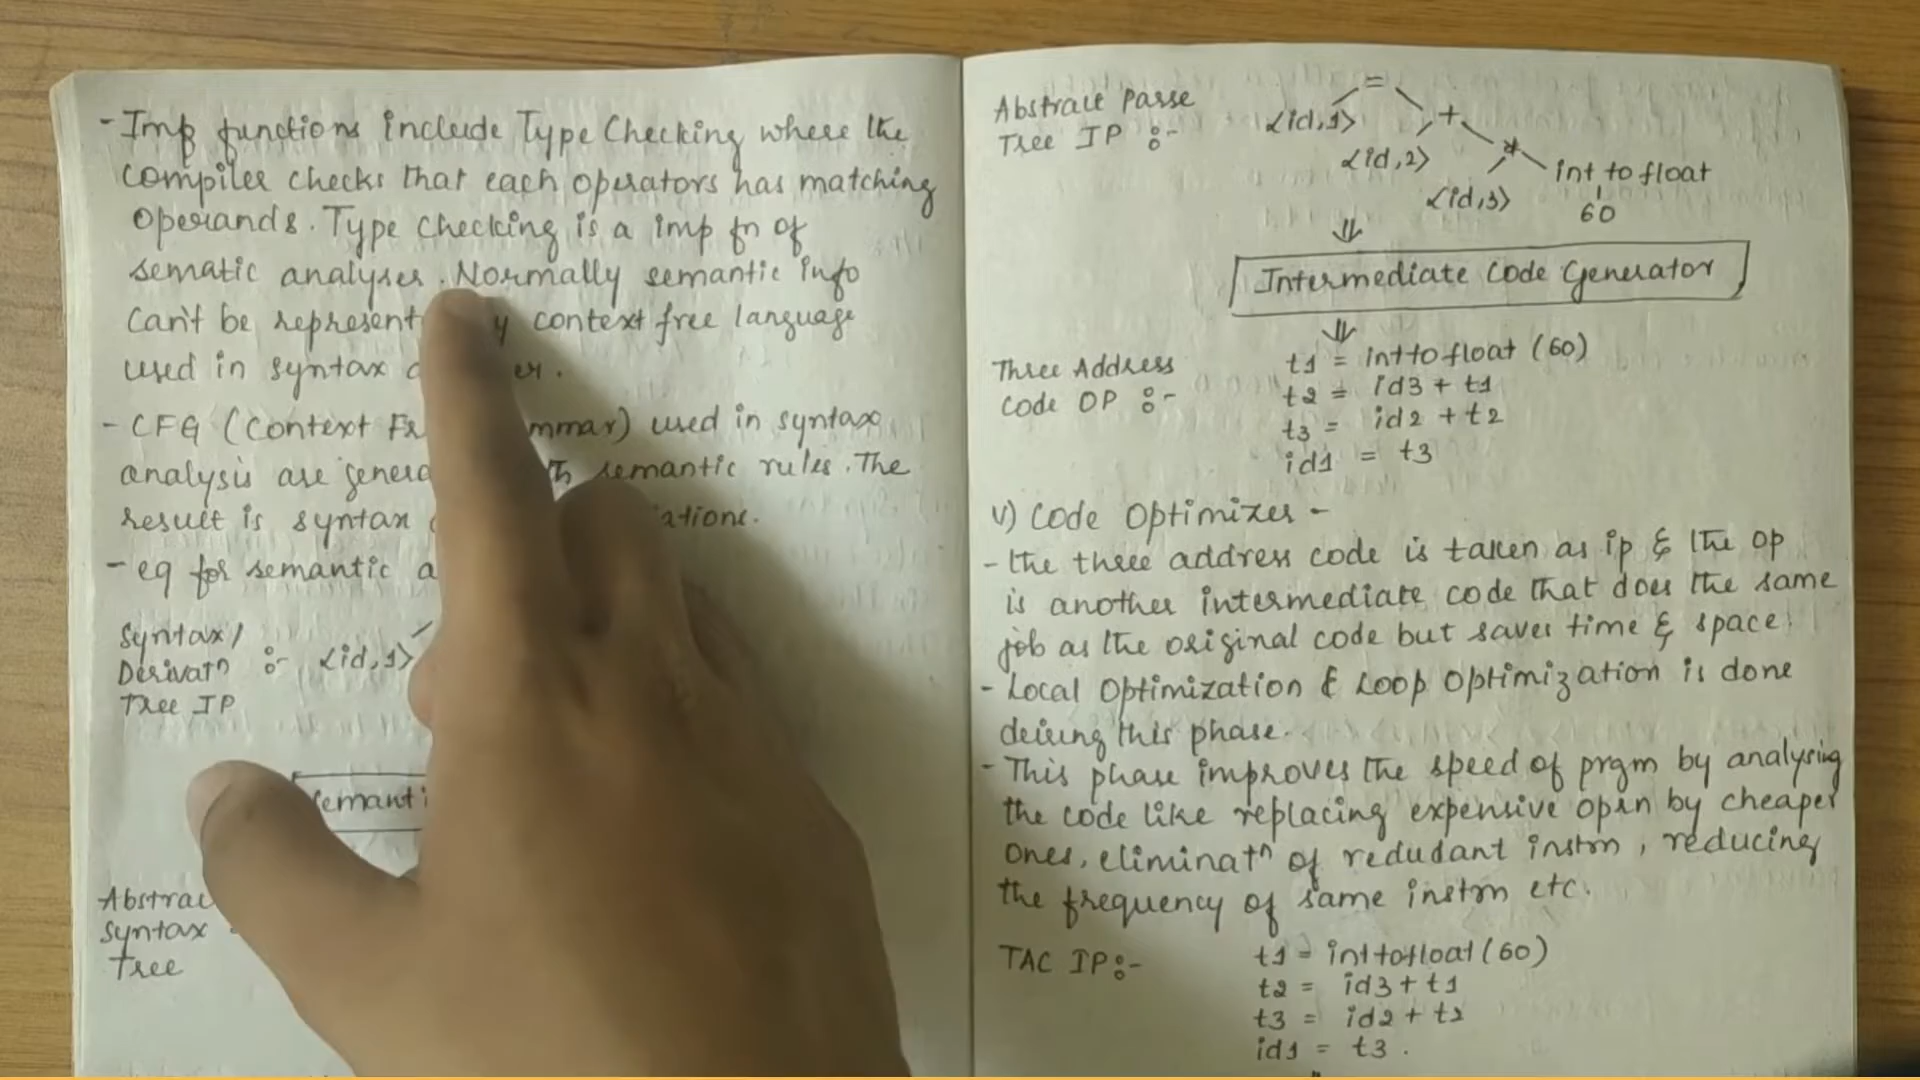 - Imp functions include Type Checking where the
compiler checks that each operators has matching
operands. Type Checking is a imp fn of
sematic analyser. Normally semantic info
can't be represent y context free language
used in syntax er.
- CFG (Context Fr mmar) used in syntax
analysis are genera th semantic rules. The
result is syntax ations.
- eg for semantic a
Syntax/
Derivatn :- <id,1>
Tree IP
Semanti
Abstrac
Syntax
Tree
Abstract Parse
Tree IP :-
=
<id,1> +
<id,2> *
<id,3> int to float
60
Intermediate Code Generator
Three Address
Code OP :-
t1 = inttofloat (60)
t2 = id3 + t1
t3 = id2 + t2
id1 = t3
v) Code Optimizer -
- the three address code is taken as ip & the op
is another intermediate code that does the same
job as the original code but saves time & space.
- Local Optimization & Loop Optimization is done
during this phase.
- This phase improves the speed of prgm by analysing
the code like replacing expensive opern by cheaper
ones, eliminatn of redudant instrn, reducing
the frequency of same instrn etc.
TAC IP :-
t1 = inttofloat (60)
t2 = id3 + t1
t3 = id2 + t2
id1 = t3.